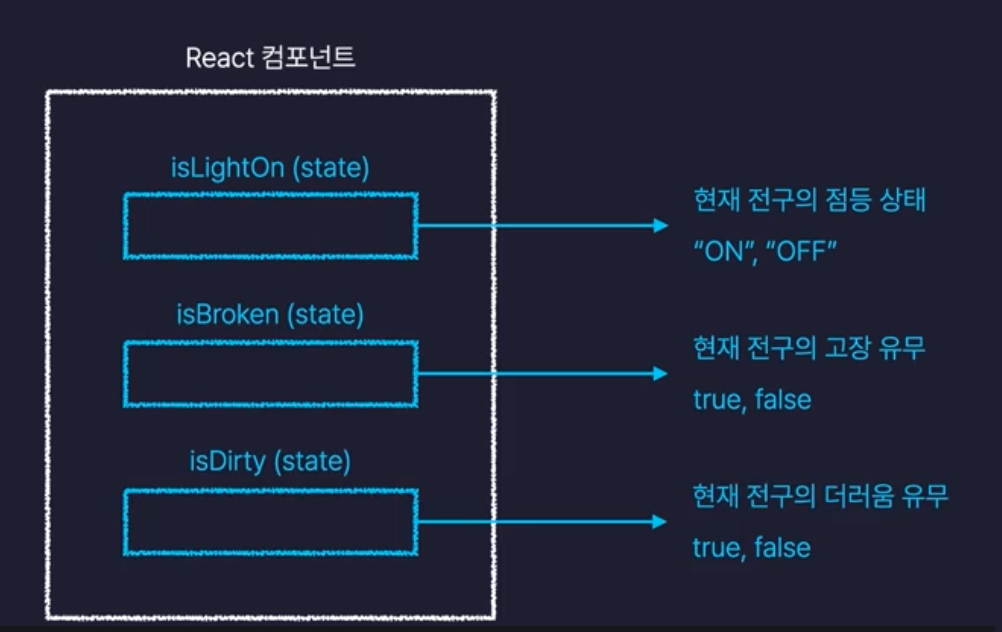 React 컴포넌트
isLightOn (state)
현재 전구의 점등 상태
“ON”, “OFF”
isBroken (state)
현재 전구의 고장 유무
true, false
isDirty (state)
현재 전구의 더러움 유무
true, false